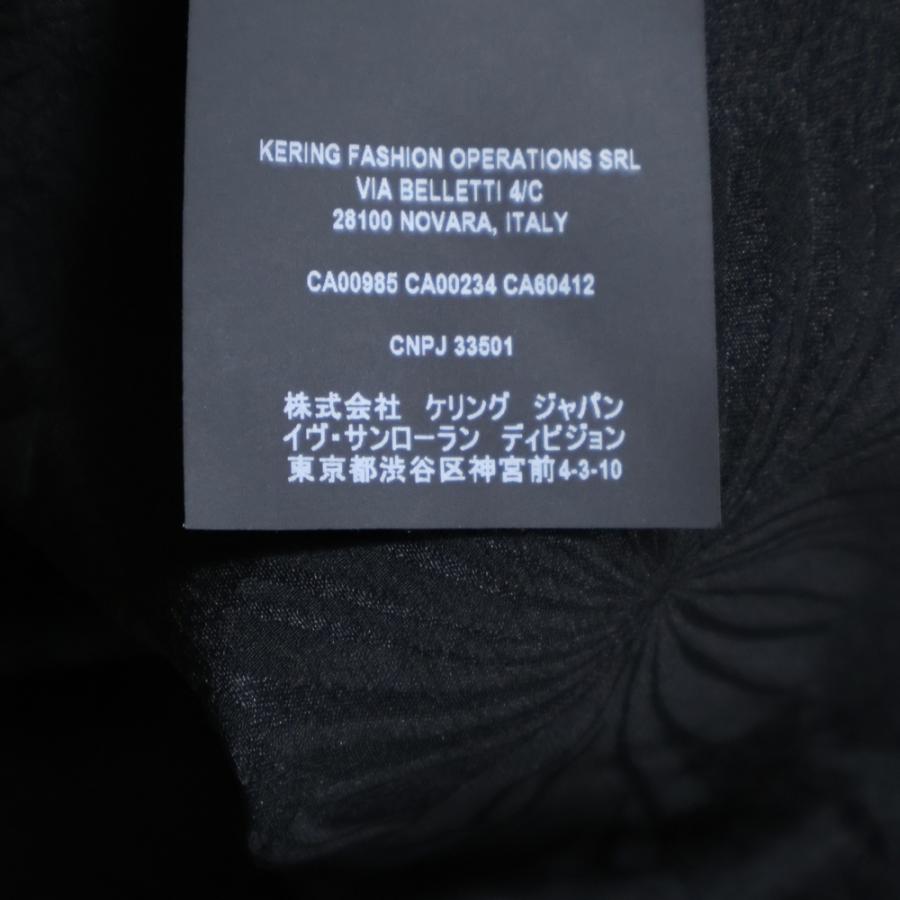 KERING FASHION OPERATIONS SRL
VIA BELLETTI 4/C
28100 NOVARA, ITALY
CA00985 CA00234 CA60412
CNPJ 33501
株式会社 ケリング ジャパン
イヴ・サンローラン ディビジョン
東京都渋谷区神宮前4-3-10